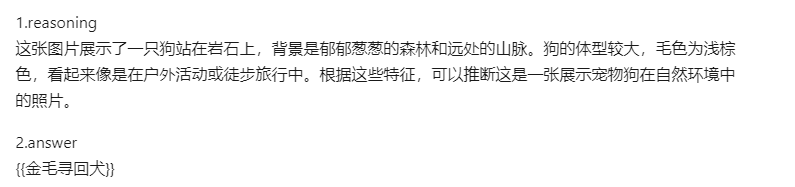 1.reasoning
这张图片展示了一只狗站在岩石上，背景是郁郁葱葱的森林和远处的山脉。狗的体型较大，毛色为浅棕
色，看起来像是在户外活动或徒步旅行中。根据这些特征，可以推断这是一张展示宠物狗在自然环境中
的照片。
2.answer
{{金毛寻回犬}}